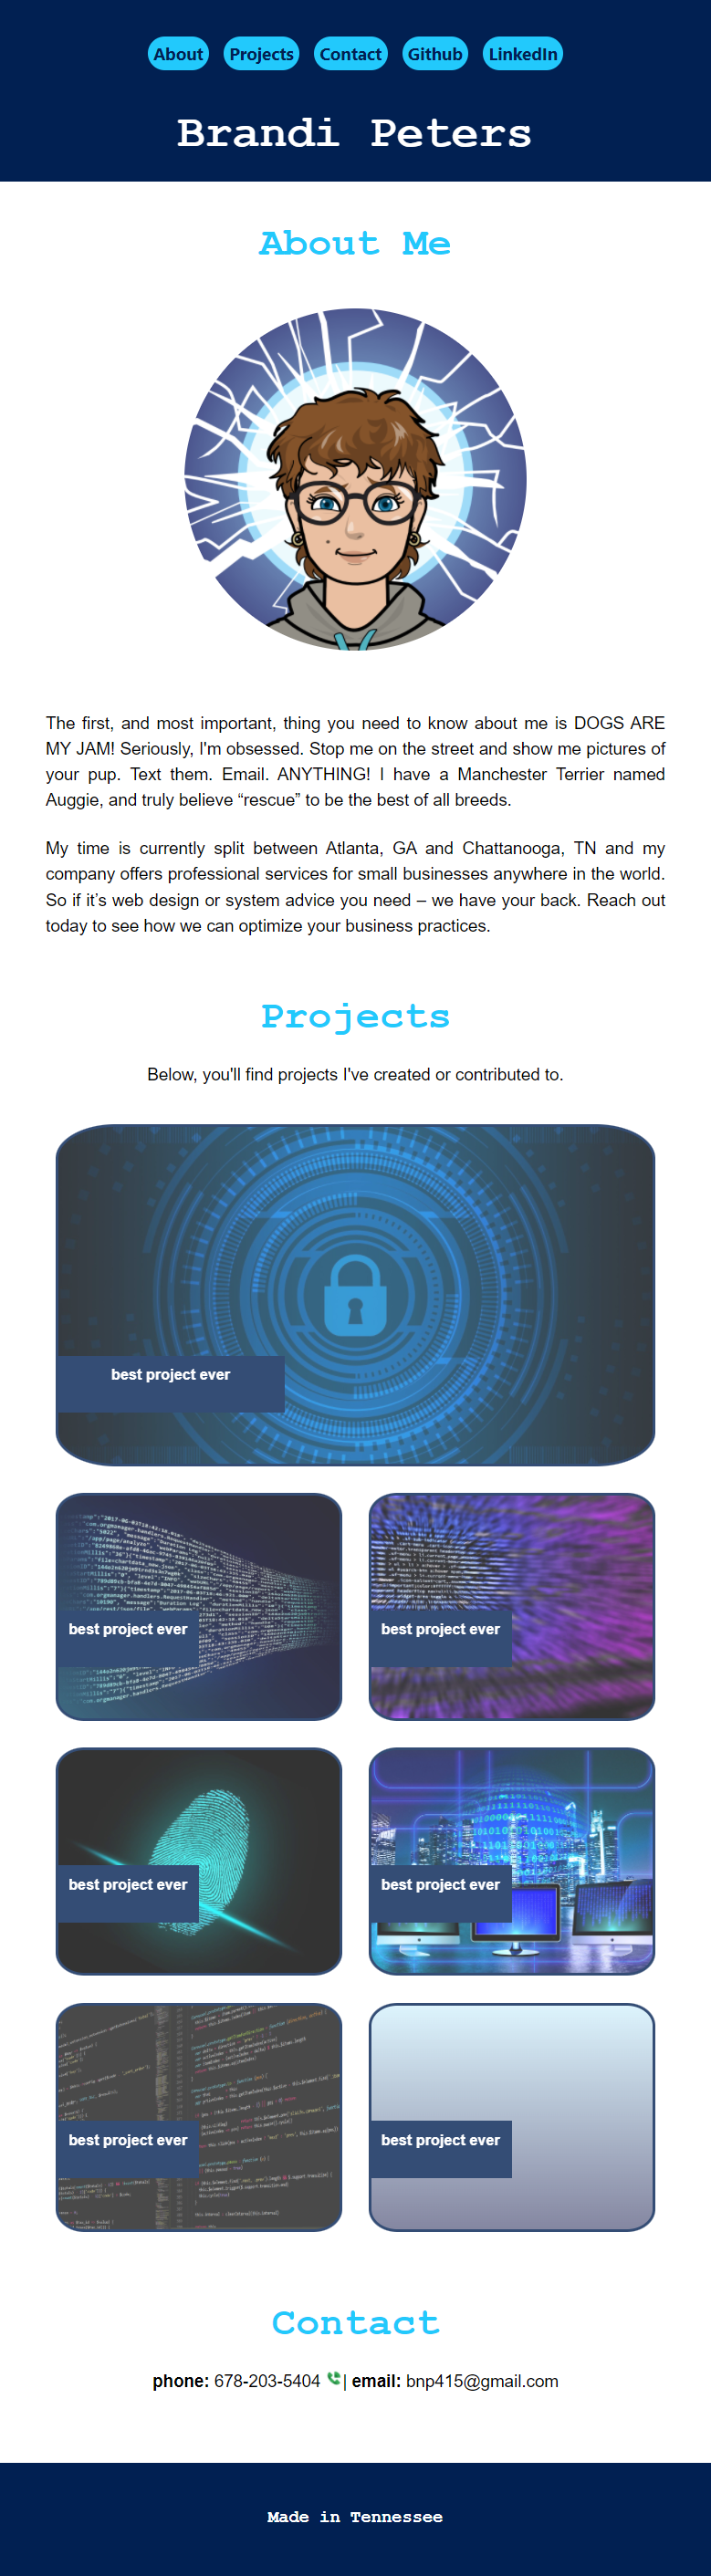 About Projects Contact Github LinkedIn
Brandi Peters
About Me
The first, and most important, thing you need to know about me is DOGS ARE
MY JAM! Seriously, I'm obsessed. Stop me on the street and show me pictures of
your pup. Text them. Email. ANYTHING! I have a Manchester Terrier named
Auggie, and truly believe “rescue” to be the best of all breeds.
My time is currently split between Atlanta, GA and Chattanooga, TN and my
company offers professional services for small businesses anywhere in the world.
So if it’s web design or system advice you need – we have your back. Reach out
today to see how we can optimize your business practices.
Projects
Below, you'll find projects I've created or contributed to.
best project ever
best project ever
best project ever
best project ever
best project ever
best project ever
best project ever
Contact
phone: 678-203-5404 | email: bnp415@gmail.com
Made in Tennessee